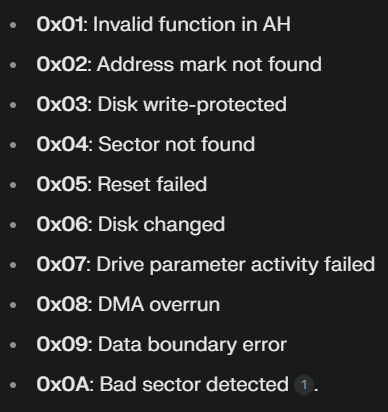 • 0x01: Invalid function in AH
• 0x02: Address mark not found
• 0x03: Disk write-protected
• 0x04: Sector not found
• 0x05: Reset failed
• 0x06: Disk changed
• 0x07: Drive parameter activity failed
• 0x08: DMA overrun
• 0x09: Data boundary error
• 0x0A: Bad sector detected 1.